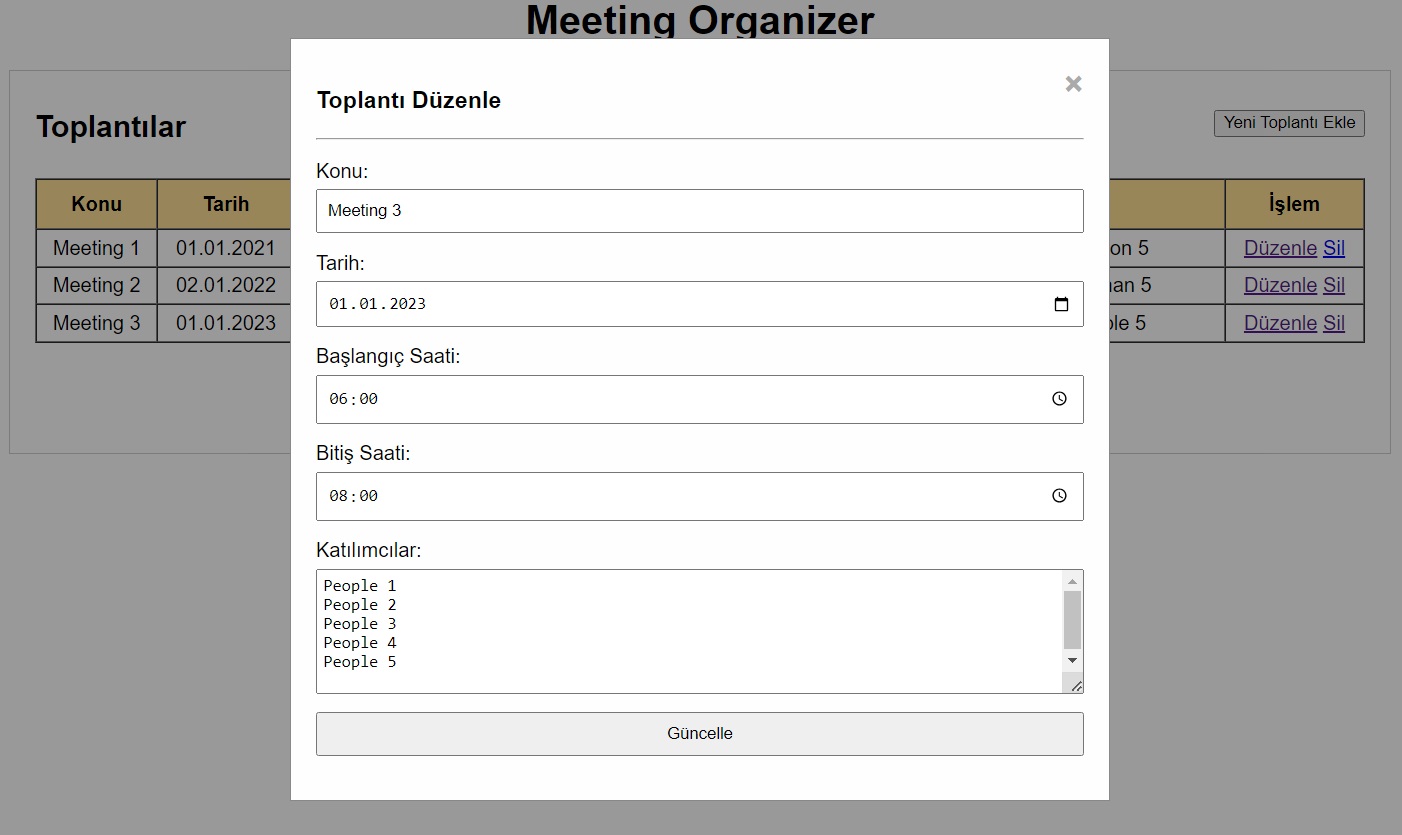 Meeting Organizer
Toplantı Düzenle
×
Toplantılar
Yeni Toplantı Ekle
Konu:
Meeting 3
Tarih:
01.01.2023
Başlangıç Saati:
06:00
Bitiş Saati:
08:00
Katılımcılar:
People 1
People 2
People 3
People 4
People 5
Güncelle
Konu Tarih İşlem
Meeting 1 01.01.2021 on 5 Düzenle Sil
Meeting 2 02.01.2022 an 5 Düzenle Sil
Meeting 3 01.01.2023 ple 5 Düzenle Sil